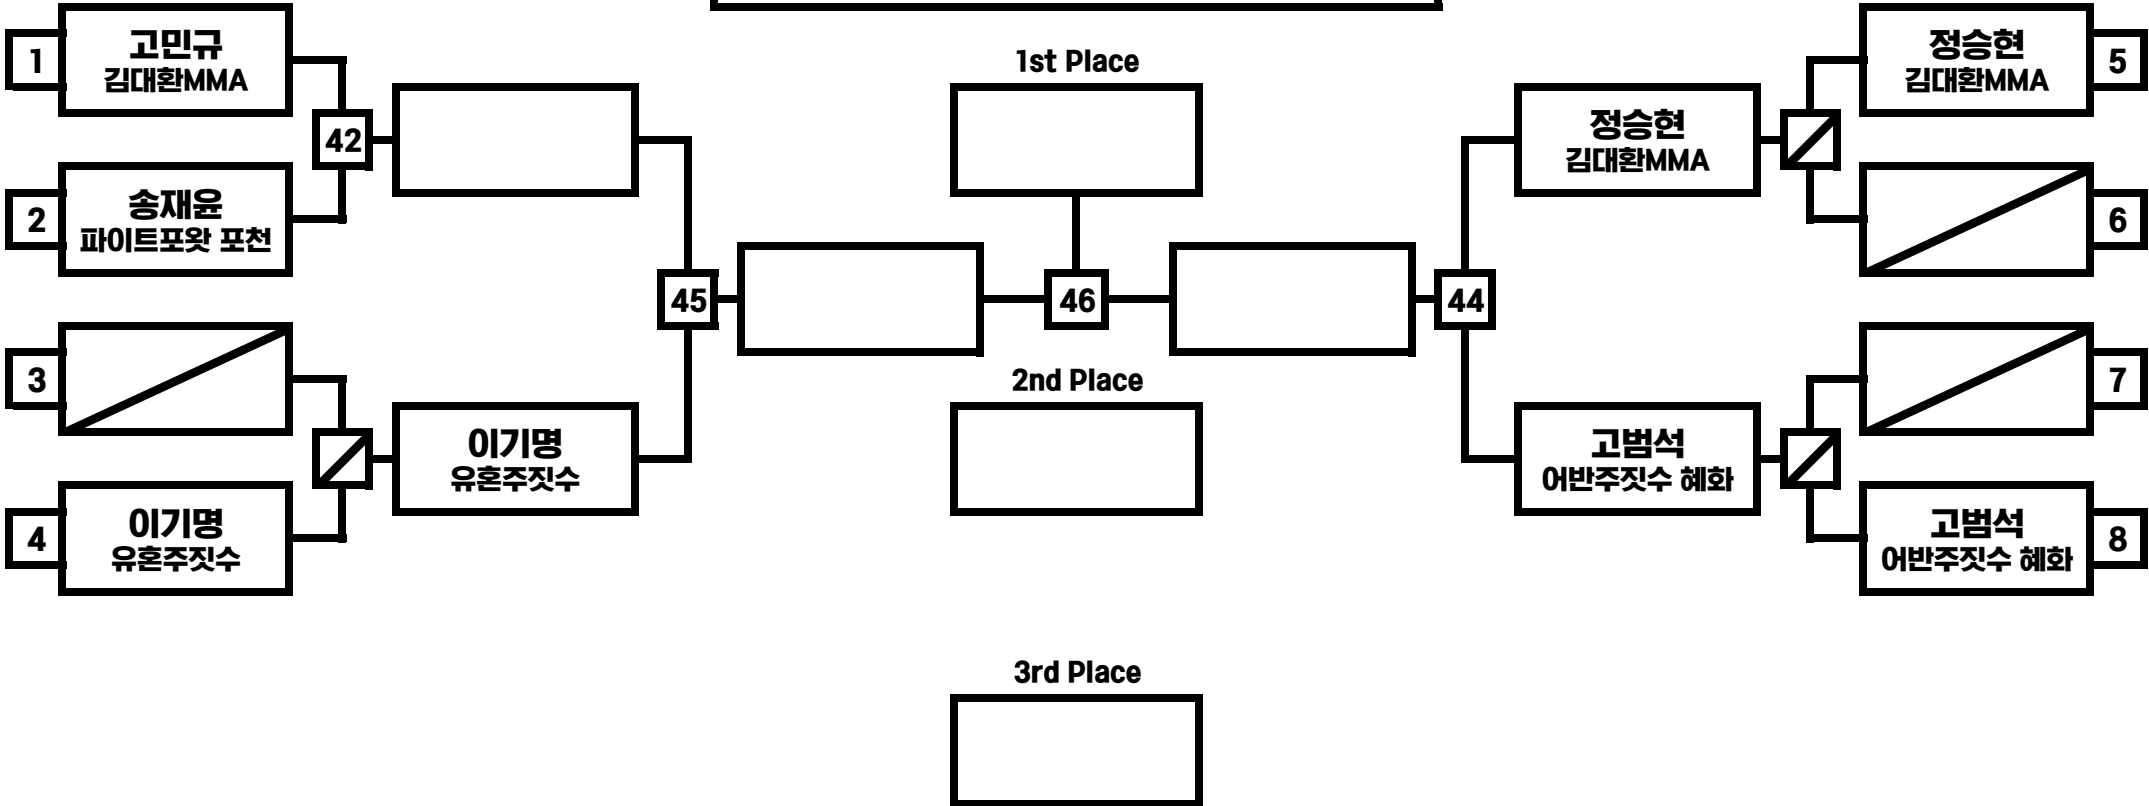 1
고민규
김대환MMA
2
송재윤
파이트포왓 포천
3
4
이기명
유혼주짓수
42
이기명
유혼주짓수
45
1st Place
46
2nd Place
3rd Place
44
정승현
김대환MMA
고범석
어반주짓수 혜화
정승현
김대환MMA
5
6
7
고범석
어반주짓수 혜화
8